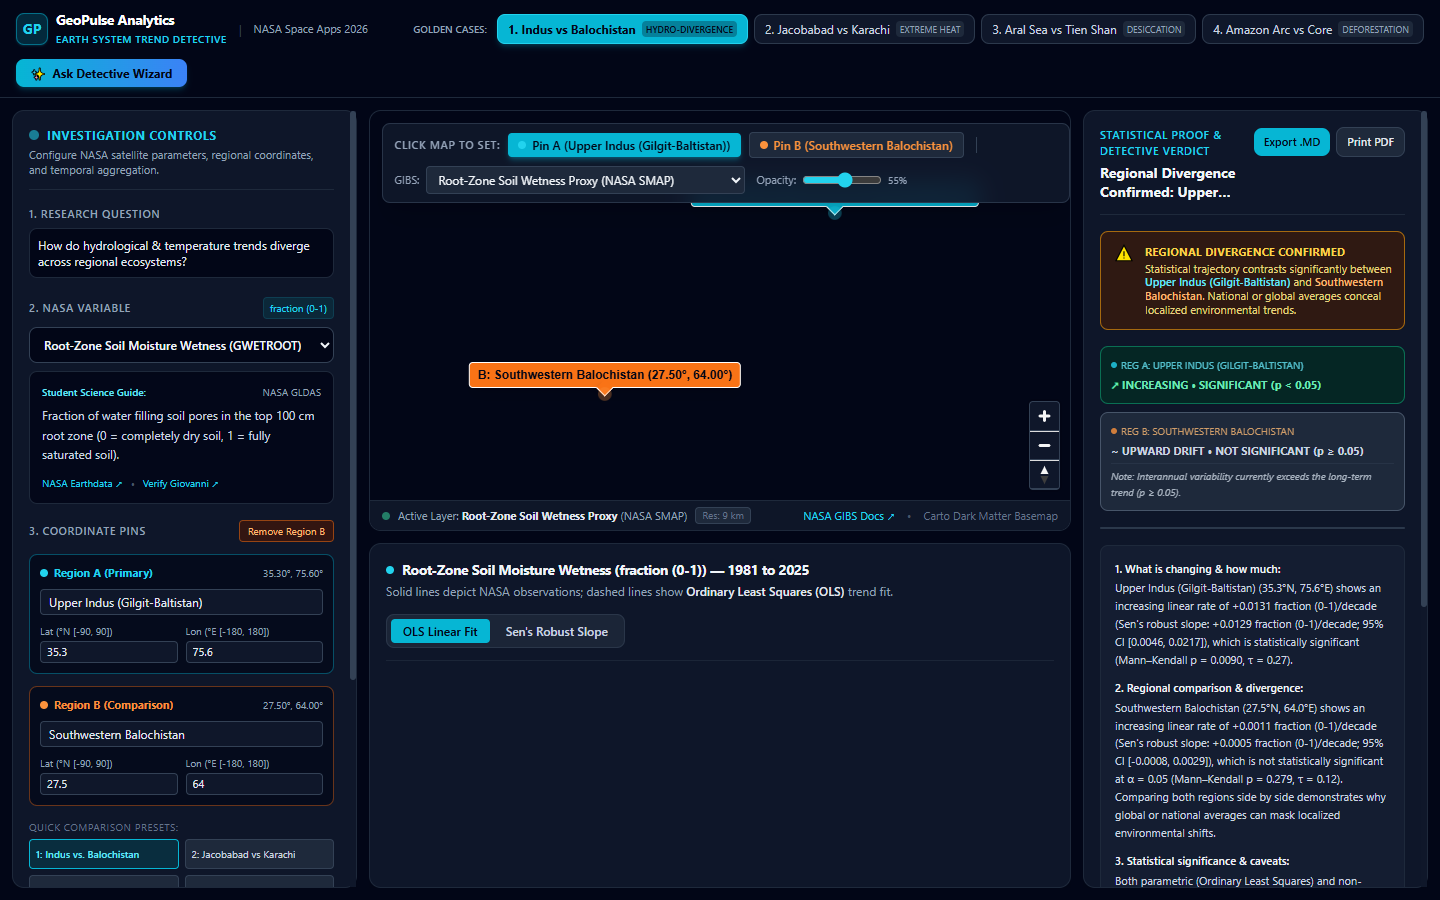 GP
GeoPulse Analytics
EARTH SYSTEM TREND DETECTIVE
NASA Space Apps 2026
GOLDEN CASES:
1. Indus vs Balochistan HYDRO-DIVERGENCE
2. Jacobabad vs Karachi EXTREME HEAT
3. Aral Sea vs Tien Shan DESICCATION
4. Amazon Arc vs Core DEFORESTATION
Ask Detective Wizard
INVESTIGATION CONTROLS
Configure NASA satellite parameters, regional coordinates,
and temporal aggregation.
1. RESEARCH QUESTION
How do hydrological & temperature trends diverge
across regional ecosystems?
2. NASA VARIABLE
fraction (0-1)
Root-Zone Soil Moisture Wetness (GWETROOT)
Student Science Guide:
NASA GLDAS
Fraction of water filling soil pores in the top 100 cm
root zone (0 = completely dry soil, 1 = fully
saturated soil).
NASA Earthdata ↗ • Verify Giovanni ↗
3. COORDINATE PINS
Remove Region B
Region A (Primary)
35.30°, 75.60°
Upper Indus (Gilgit-Baltistan)
Lat (°N [-90, 90]) Lon (°E [-180, 180])
35.3 75.6
Region B (Comparison)
27.50°, 64.00°
Southwestern Balochistan
Lat (°N [-90, 90]) Lon (°E [-180, 180])
27.5 64
QUICK COMPARISON PRESETS:
1: Indus vs. Balochistan
2: Jacobabad vs Karachi
CLICK MAP TO SET:
Pin A (Upper Indus (Gilgit-Baltistan))
Pin B (Southwestern Balochistan)
GIBS:
Root-Zone Soil Wetness Proxy (NASA SMAP)
Opacity:
55%
B: Southwestern Balochistan (27.50°, 64.00°)
+
−
Active Layer: Root-Zone Soil Wetness Proxy (NASA SMAP)
Res: 9 km
NASA GIBS Docs ↗ • Carto Dark Matter Basemap
Root-Zone Soil Moisture Wetness (fraction (0-1)) — 1981 to 2025
Solid lines depict NASA observations; dashed lines show Ordinary Least Squares (OLS) trend fit.
OLS Linear Fit
Sen's Robust Slope
STATISTICAL PROOF &
DETECTIVE VERDICT
Regional Divergence
Confirmed: Upper...
Export .MD
Print PDF
REGIONAL DIVERGENCE CONFIRMED
Statistical trajectory contrasts significantly between
Upper Indus (Gilgit-Baltistan) and Southwestern
Balochistan. National or global averages conceal
localized environmental trends.
REG A: UPPER INDUS (GILGIT-BALTISTAN)
↗ INCREASING • SIGNIFICANT (p < 0.05)
REG B: SOUTHWESTERN BALOCHISTAN
~ UPWARD DRIFT • NOT SIGNIFICANT (p ≥ 0.05)
Note: Interannual variability currently exceeds the long-term
trend (p ≥ 0.05).
1. What is changing & how much:
Upper Indus (Gilgit-Baltistan) (35.3°N, 75.6°E) shows an
increasing linear rate of +0.0131 fraction (0-1)/decade
(Sen's robust slope: +0.0129 fraction (0-1)/decade; 95%
CI [0.0046, 0.0217]), which is statistically significant
(Mann–Kendall p = 0.0090, τ = 0.27).
2. Regional comparison & divergence:
Southwestern Balochistan (27.5°N, 64.0°E) shows an
increasing linear rate of +0.0011 fraction (0-1)/decade
(Sen's robust slope: +0.0005 fraction (0-1)/decade; 95%
CI [-0.0008, 0.0029]), which is not statistically significant
at α = 0.05 (Mann–Kendall p = 0.279, τ = 0.12).
Comparing both regions side by side demonstrates why
global or national averages can mask localized
environmental shifts.
3. Statistical significance & caveats:
Both parametric (Ordinary Least Squares) and non-